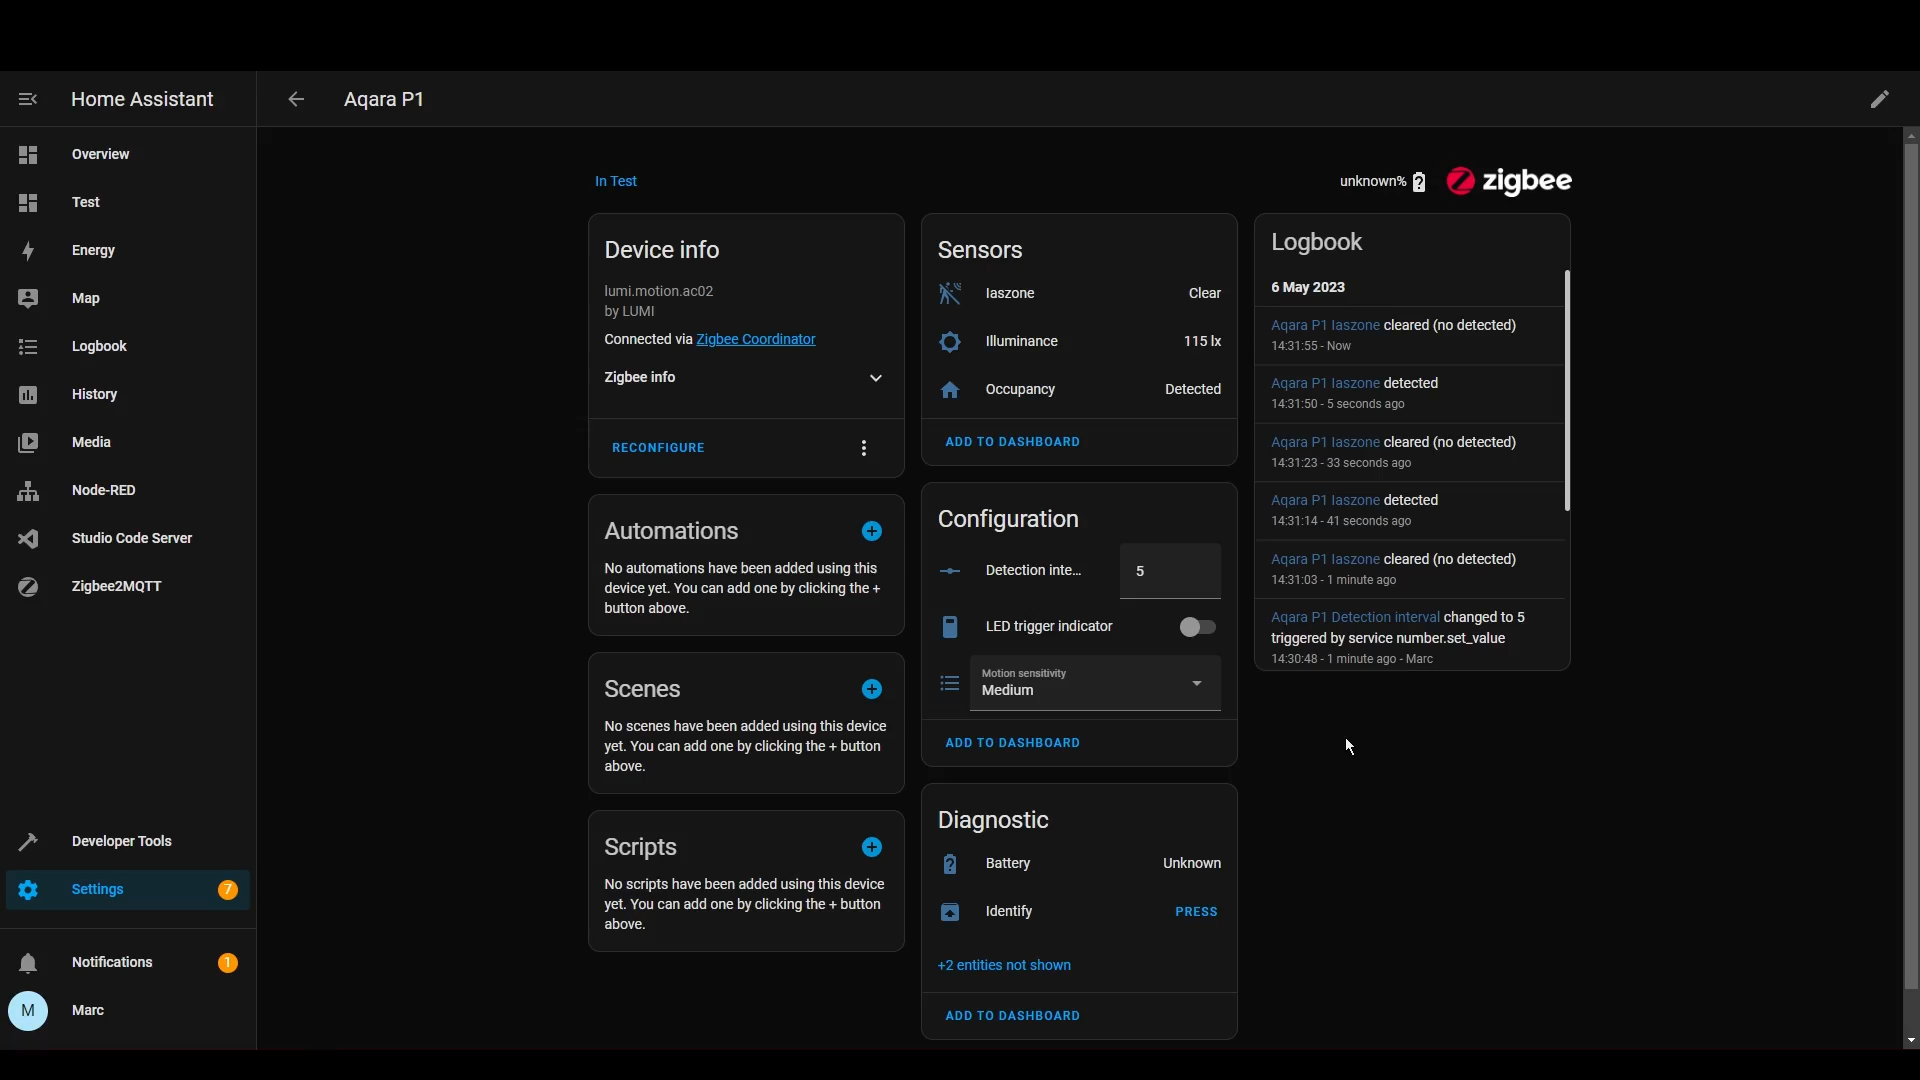 Home Assistant
Aqara P1
Overview
Test
Energy
Map
Logbook
History
Media
Node-RED
Studio Code Server
Zigbee2MQTT
Developer Tools
Settings
7
Notifications
1
M
Marc
In Test
unknown%
zigbee
Device info
lumi.motion.ac02
by LUMI
Connected via Zigbee Coordinator
Zigbee info
RECONFIGURE
Automations
No automations have been added using this
device yet. You can add one by clicking the +
button above.
Scenes
No scenes have been added using this device
yet. You can add one by clicking the + button
above.
Scripts
No scripts have been added using this device
yet. You can add one by clicking the + button
above.
Sensors
Iaszone Clear
Illuminance 115 lx
Occupancy Detected
ADD TO DASHBOARD
Configuration
Detection inte... 5
LED trigger indicator
Motion sensitivity
Medium
ADD TO DASHBOARD
Diagnostic
Battery Unknown
Identify PRESS
+2 entities not shown
ADD TO DASHBOARD
Logbook
6 May 2023
Aqara P1 Iaszone cleared (no detected)
14:31:55 - Now
Aqara P1 Iaszone detected
14:31:50 - 5 seconds ago
Aqara P1 Iaszone cleared (no detected)
14:31:23 - 33 seconds ago
Aqara P1 Iaszone detected
14:31:14 - 41 seconds ago
Aqara P1 Iaszone cleared (no detected)
14:31:03 - 1 minute ago
Aqara P1 Detection interval changed to 5
triggered by service number.set_value
14:30:48 - 1 minute ago - Marc